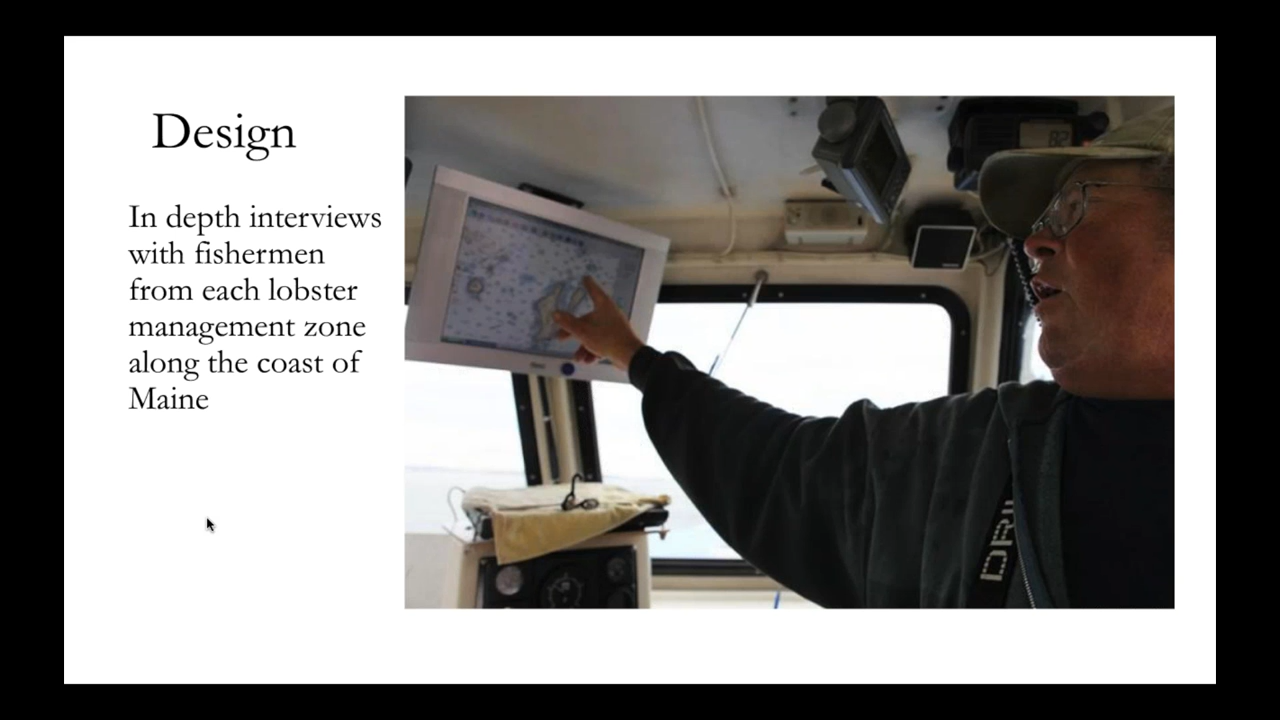 Design
In depth interviews
with fishermen
from each lobster
management zone
along the coast of
Maine